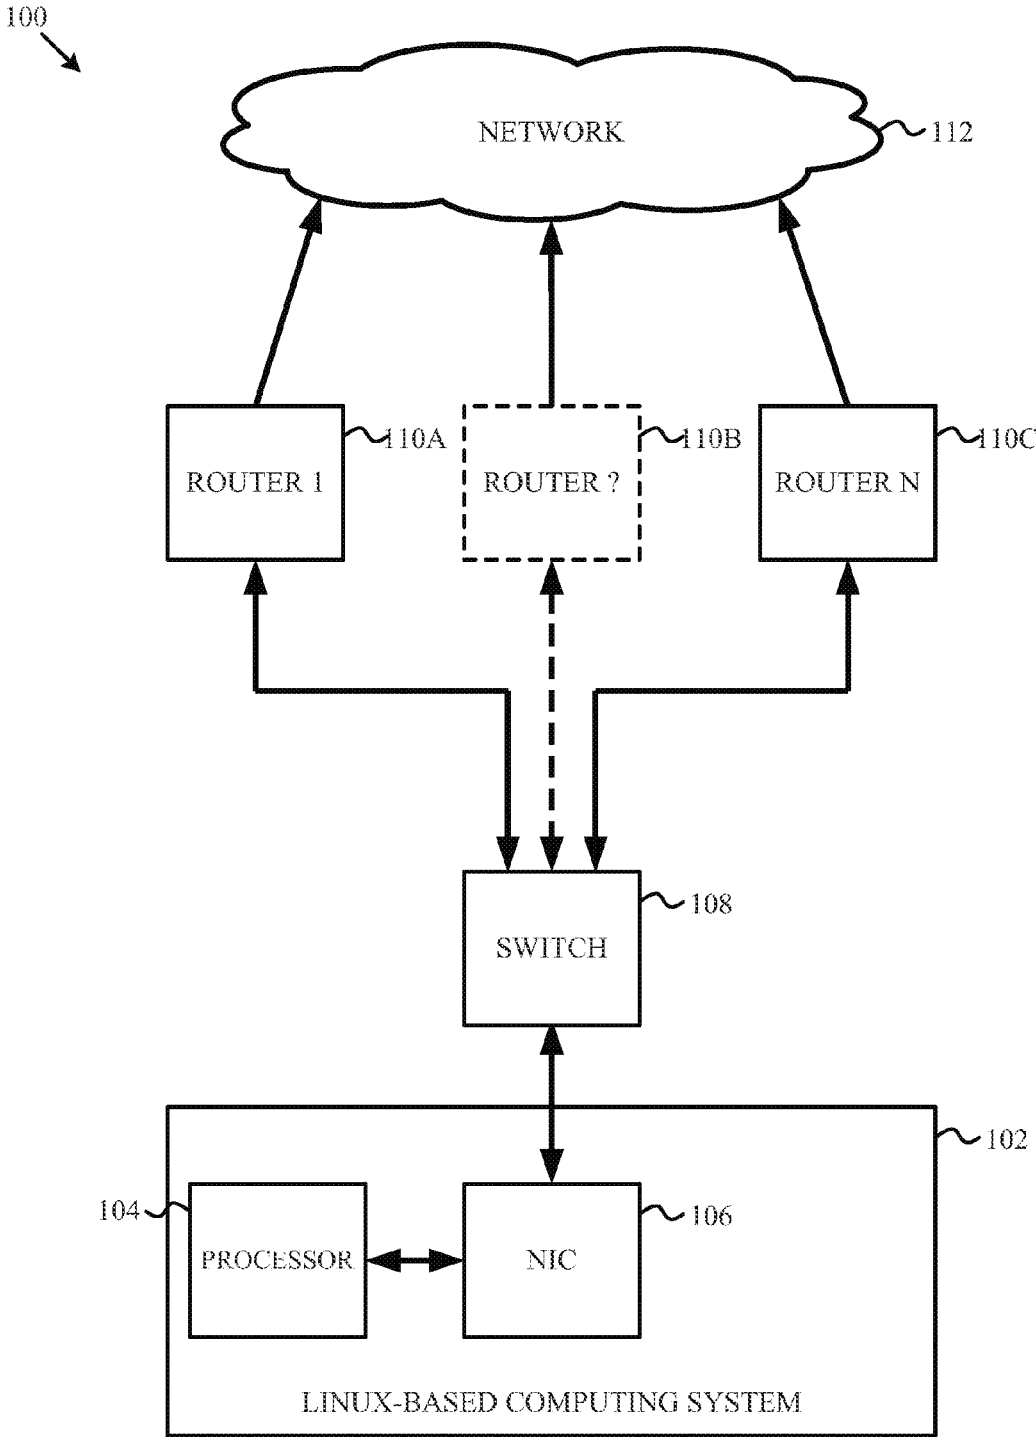 100
NETWORK
112
110A
110B
110C
ROUTER 1
ROUTER ?
ROUTER N
108
SWITCH
102
104
106
PROCESSOR
NIC
LINUX-BASED COMPUTING SYSTEM